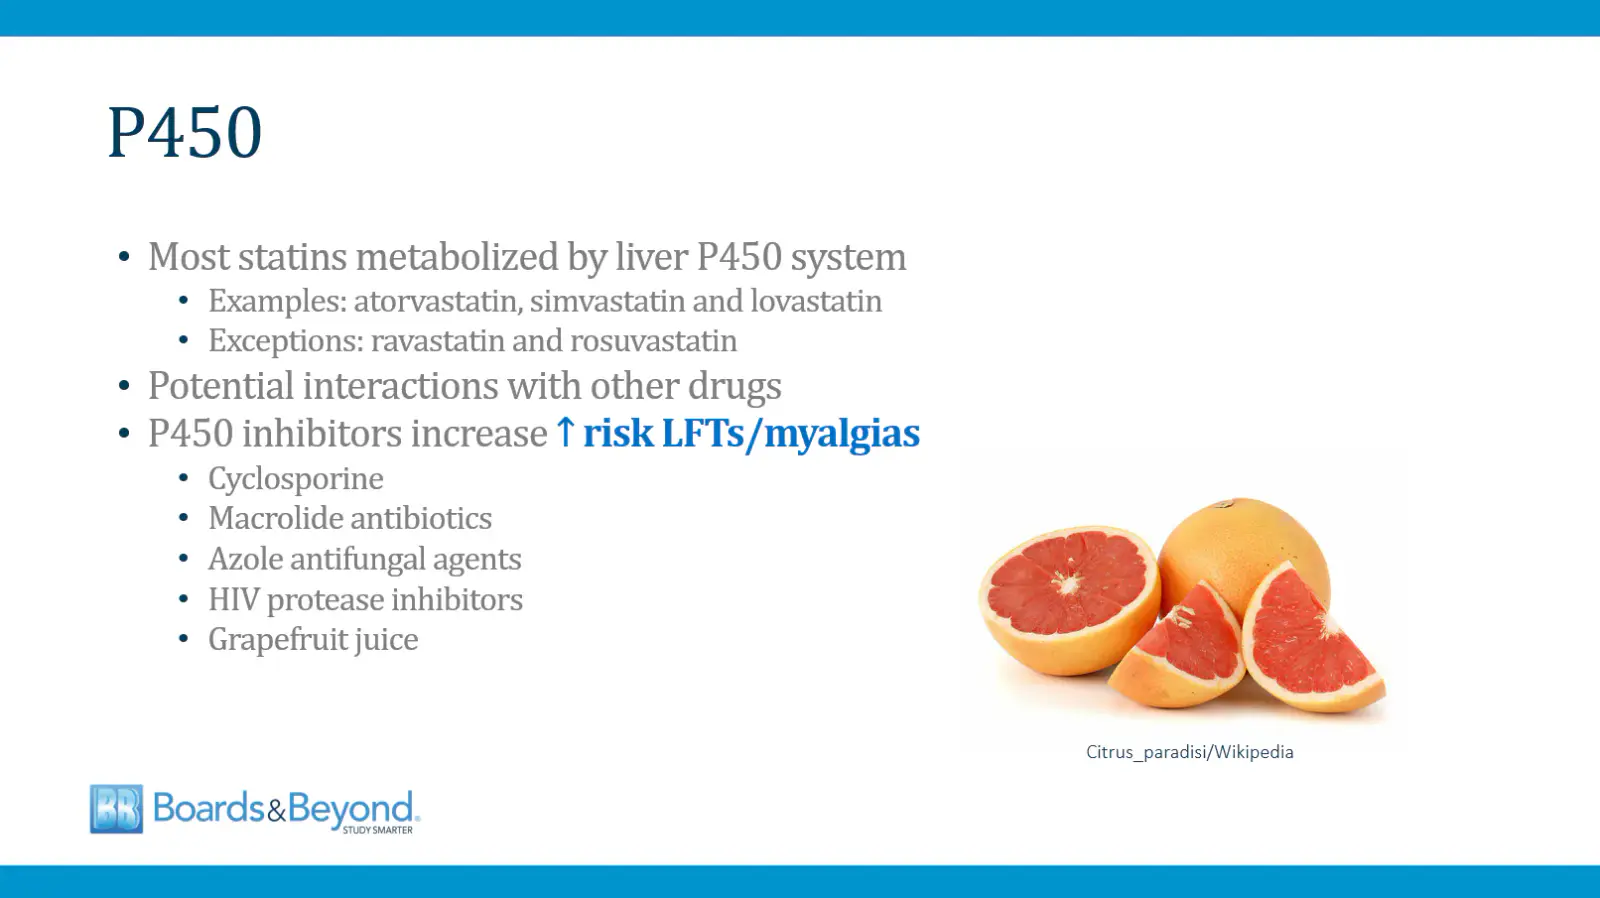 P450
• Most statins metabolized by liver P450 system
• Examples: atorvastatin, simvastatin and lovastatin
• Exceptions: ravastatin and rosuvastatin
• Potential interactions with other drugs
• P450 inhibitors increase ↑ risk LFTs/myalgias
• Cyclosporine
• Macrolide antibiotics
• Azole antifungal agents
• HIV protease inhibitors
• Grapefruit juice
Citrus_paradisi/Wikipedia
BB Boards&Beyond®
STUDY SMARTER